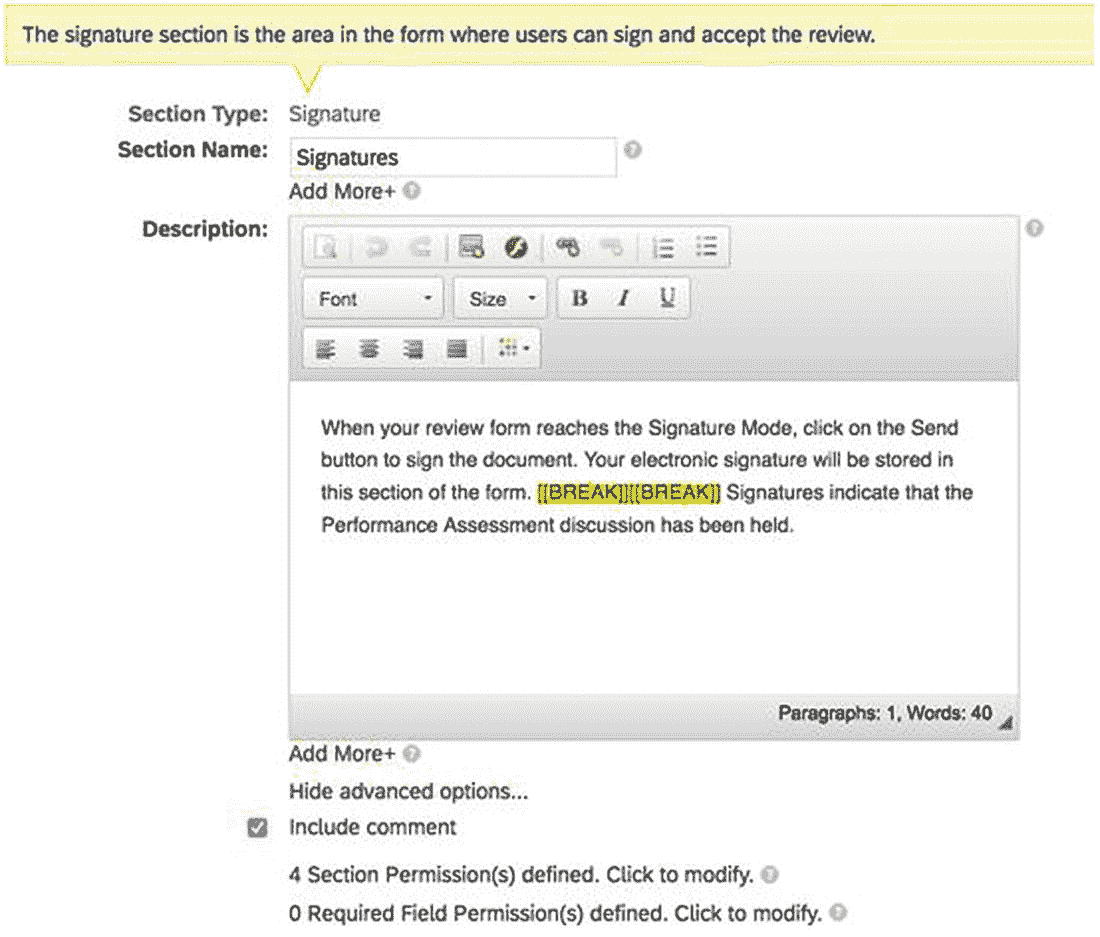 The signature section is the area in the form where users can sign and accept the review.
Section Type: Signature
Section Name: Signatures
Add More+
Description:
Font Size B I U
When your review form reaches the Signature Mode, click on the Send
button to sign the document. Your electronic signature will be stored in
this section of the form. [[BREAK]][[BREAK]] Signatures indicate that the
Performance Assessment discussion has been held.
Paragraphs: 1, Words: 40
Add More+
Hide advanced options...
Include comment
4 Section Permission(s) defined. Click to modify.
0 Required Field Permission(s) defined. Click to modify.